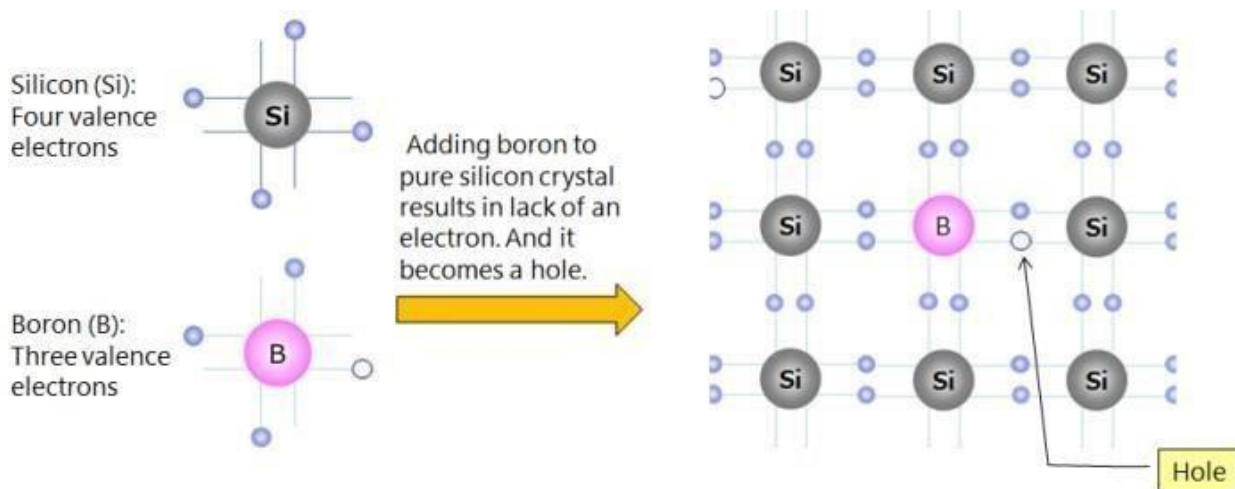 Silicon (Si):
Four valence
electrons
Si
Boron (B):
Three valence
electrons
B
Adding boron to
pure silicon crystal
results in lack of an
electron. And it
becomes a hole.
Si Si Si
Si B Si
Si Si Si
Hole